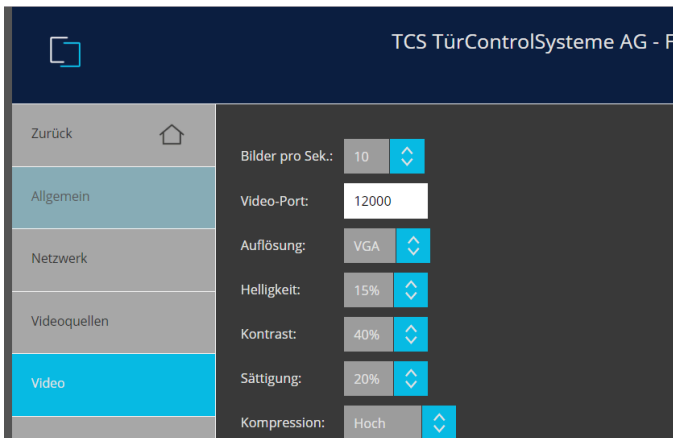 TCS TürControlSysteme AG - F
Zurück
Allgemein
Netzwerk
Videoquellen
Video
Bilder pro Sek.: 10
Video-Port: 12000
Auflösung: VGA
Helligkeit: 15%
Kontrast: 40%
Sättigung: 20%
Kompression: Hoch